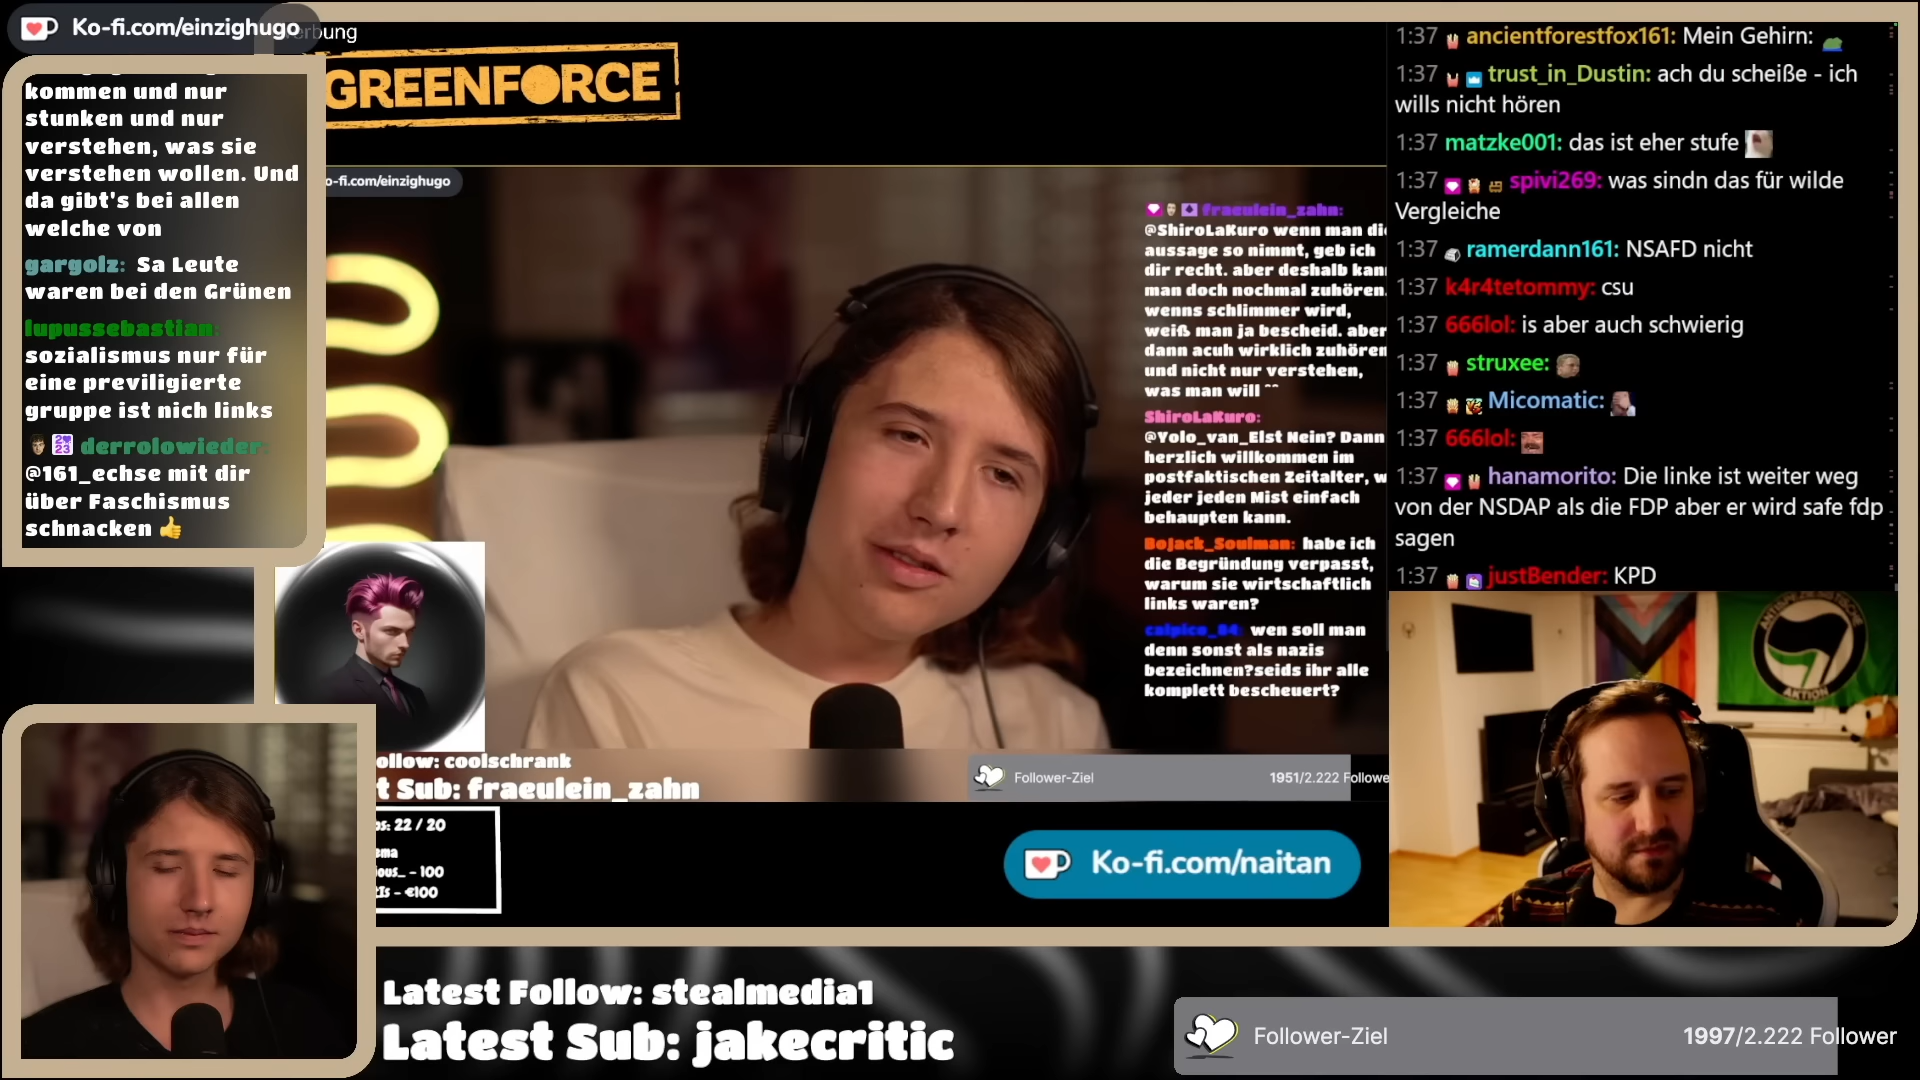 Ko-fi.com/einzighugo
kommen und nur
stunken und nur
verstehen, was sie
verstehen wollen. Und
da gibt's bei allen
welche von
gargolz: Sa Leute
waren bei den Grünen
lupussebastian:
sozialismus nur für
eine previligierte
gruppe ist nich links
derrolowieder:
@161_echse mit dir
über Faschismus
schnacken 👍
erbung
GREENFORCE
o-fi.com/einzighugo
fraeulein_zahn:
@ShiroLaKuro wenn man die
aussage so nimmt, geb ich
dir recht. aber deshalb kann
man doch nochmal zuhören.
wenns schlimmer wird,
weiß man ja bescheid. aber
dann acuh wirklich zuhören
und nicht nur verstehen,
was man will ^^
ShiroLaKuro:
@Yolo_van_Elst Nein? Dann
herzlich willkommen im
postfaktischen Zeitalter, w
jeder jeden Mist einfach
behaupten kann.
Bojack_Soulman: habe ich
die Begründung verpasst,
warum sie wirtschaftlich
links waren?
calpico_84: wen soll man
denn sonst als nazis
bezeichnen?seids ihr alle
komplett bescheuert?
ollow: coolschrank
t Sub: fraeulein_zahn
Follower-Ziel
1951/2.222 Followe
os: 22 / 20
ema
ious_ - 100
Is - €100
Ko-fi.com/naitan
1:37 ancientforestfox161: Mein Gehirn:
1:37 trust_in_Dustin: ach du scheiße - ich
wills nicht hören
1:37 matzke001: das ist eher stufe
1:37 spivi269: was sindn das für wilde
Vergleiche
1:37 ramerdann161: NSAFD nicht
1:37 k4r4tetommy: csu
1:37 666lol: is aber auch schwierig
1:37 struxee:
1:37 Micomatic:
1:37 666lol:
1:37 hanamorito: Die linke ist weiter weg
von der NSDAP als die FDP aber er wird safe fdp
sagen
1:37 justBender: KPD
AKTION
Latest Follow: stealmedia1
Latest Sub: jakecritic
Follower-Ziel
1997/2.222 Follower